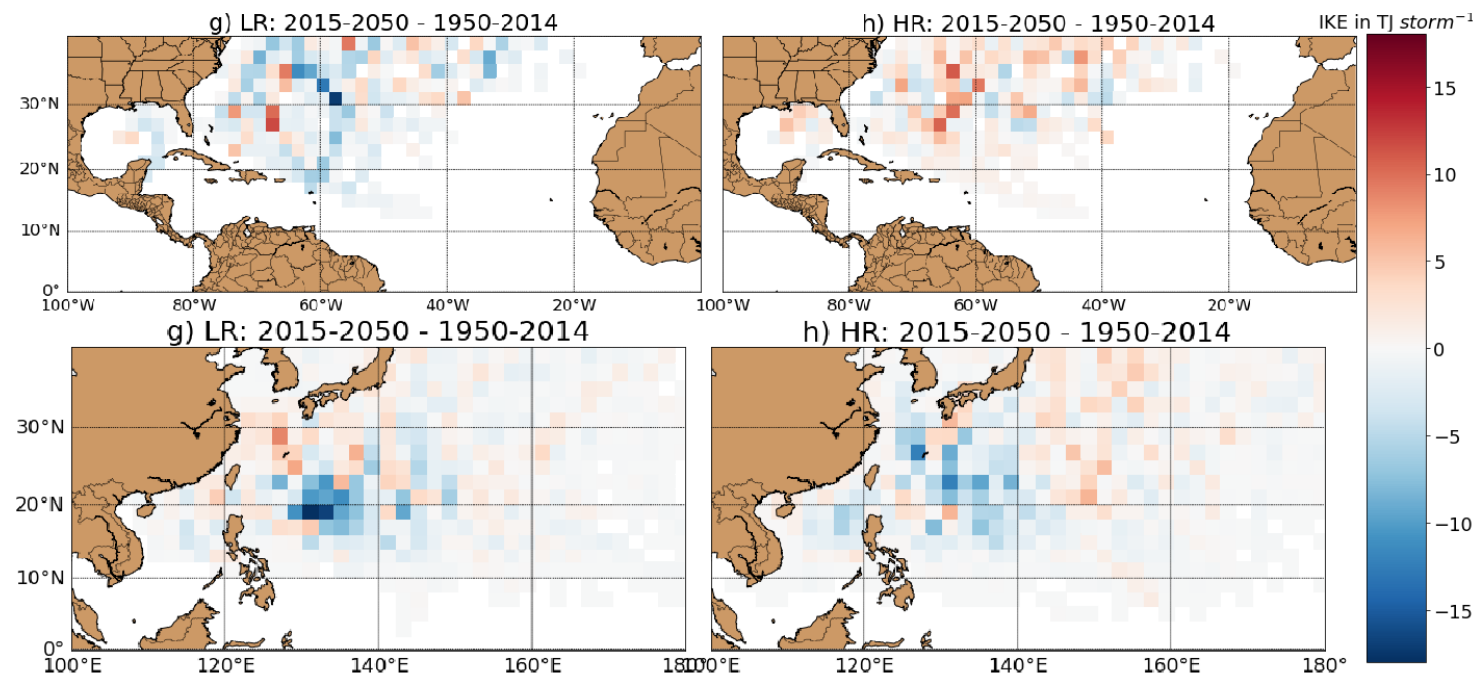 g) LR: 2015-2050 - 1950-2014
h) HR: 2015-2050 - 1950-2014
IKE in TJ storm⁻¹
30°N
20°N
10°N
0°
100°W
80°W
60°W
40°W
20°W
100°W
80°W
60°W
40°W
20°W
15
10
5
0
−5
−10
−15
g) LR: 2015-2050 - 1950-2014
h) HR: 2015-2050 - 1950-2014
30°N
20°N
10°N
0°
100°E
120°E
140°E
160°E
180°
100°E
120°E
140°E
160°E
180°